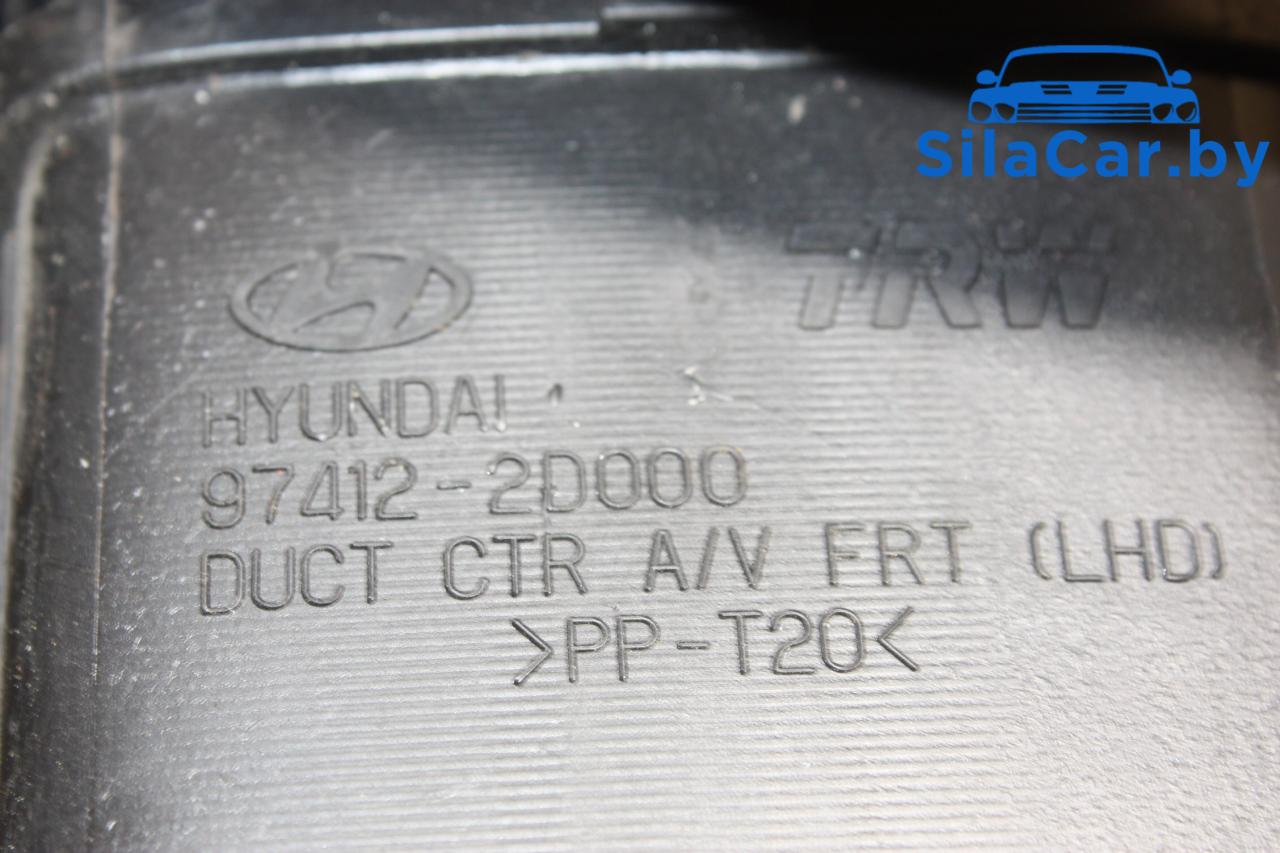 SilaCar.by
TRW
HYUNDAI
97412-2D000
DUCT CTR A/V FRT (LHD)
>PP-T20<